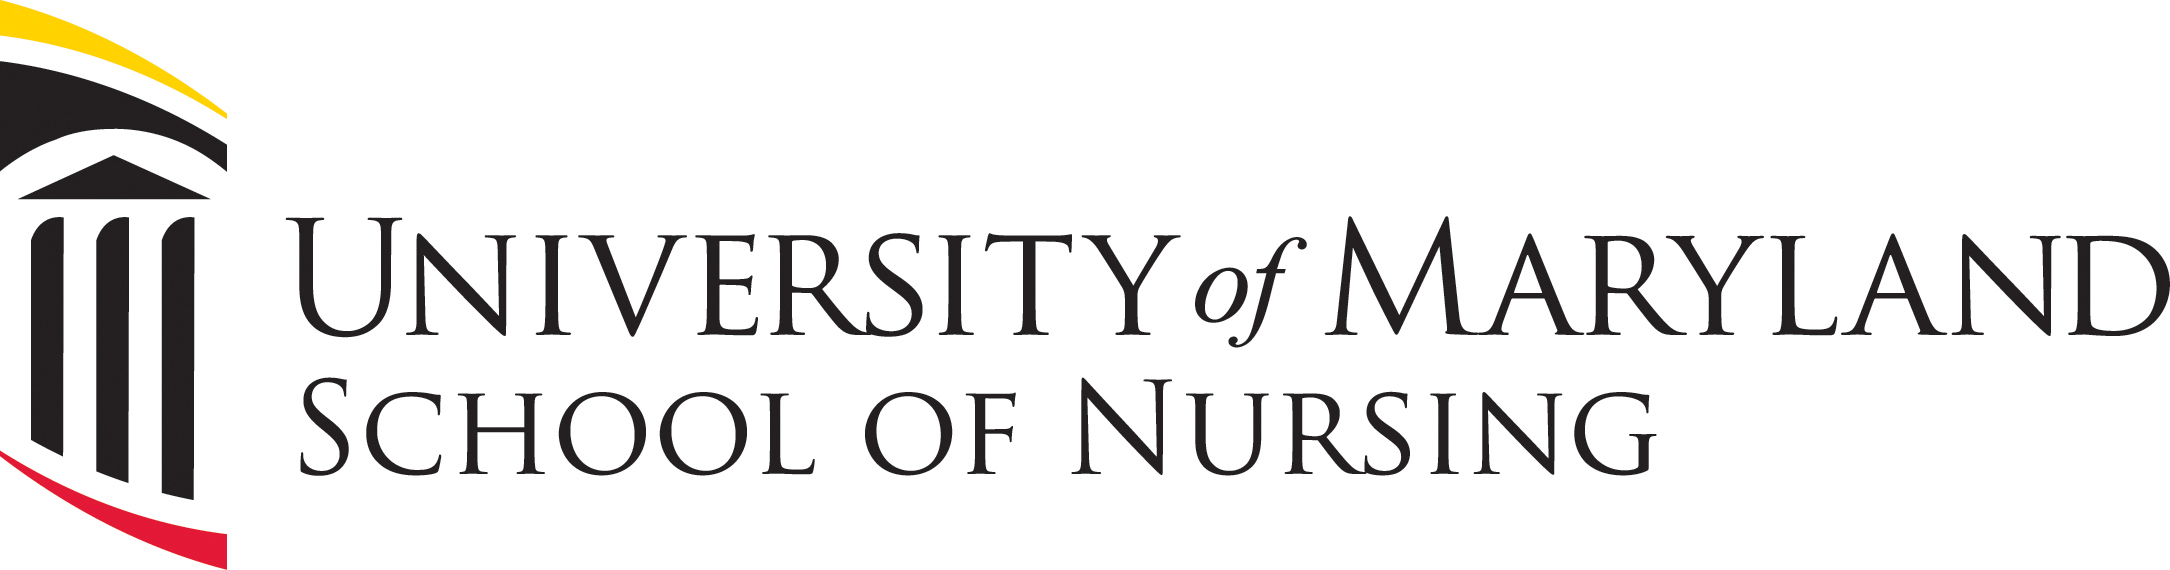 University of Maryland
School of Nursing